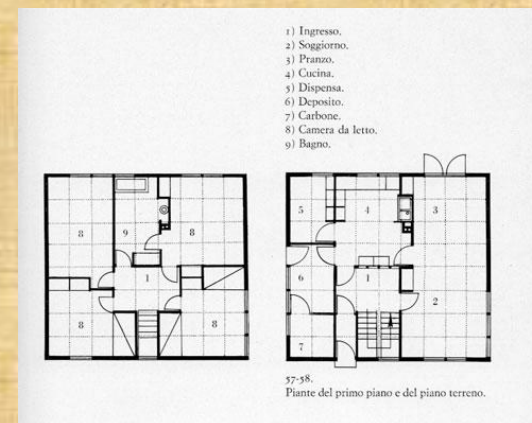 1) Ingresso.
2) Soggiorno.
3) Pranzo.
4) Cucina.
5) Dispensa.
6) Deposito.
7) Carbone.
8) Camera da letto.
9) Bagno.
8
9
8
1
8
8
5
4
3
6
1
2
7
57-58.
Piante del primo piano e del piano terreno.